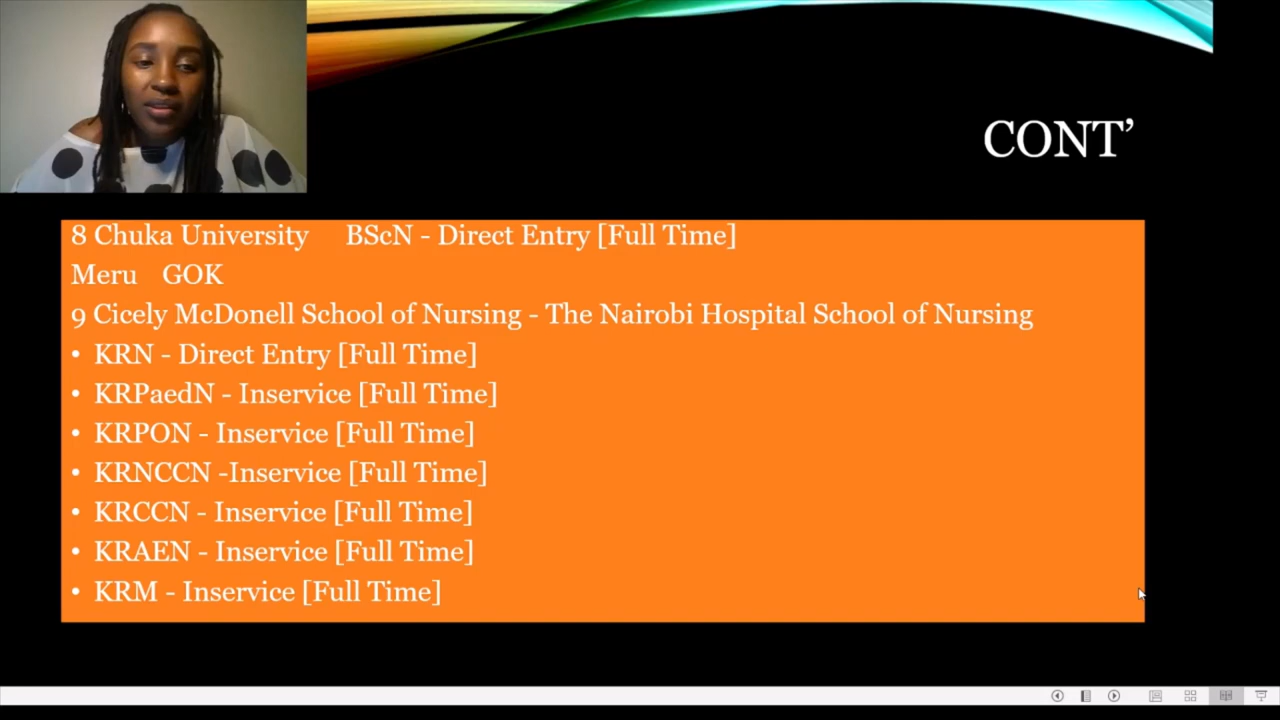 CONT’
8 Chuka University BScN - Direct Entry [Full Time]
Meru GOK
9 Cicely McDonell School of Nursing - The Nairobi Hospital School of Nursing
• KRN - Direct Entry [Full Time]
• KRPaedN - Inservice [Full Time]
• KRPON - Inservice [Full Time]
• KRNCCN -Inservice [Full Time]
• KRCCN - Inservice [Full Time]
• KRAEN - Inservice [Full Time]
• KRM - Inservice [Full Time]